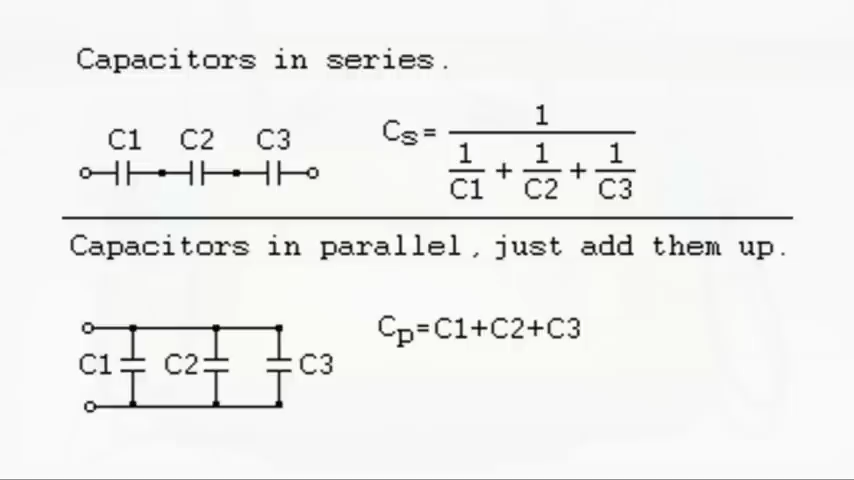 Capacitors in series.
C1 C2 C3
Cs = 1 / (1/C1 + 1/C2 + 1/C3)
Capacitors in parallel, just add them up.
C1 C2 C3
Cp=C1+C2+C3